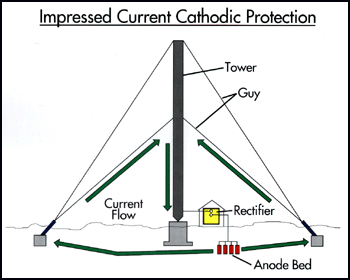 Impressed Current Cathodic Protection
Tower
Guy
Current
Flow
Rectifier
Anode Bed